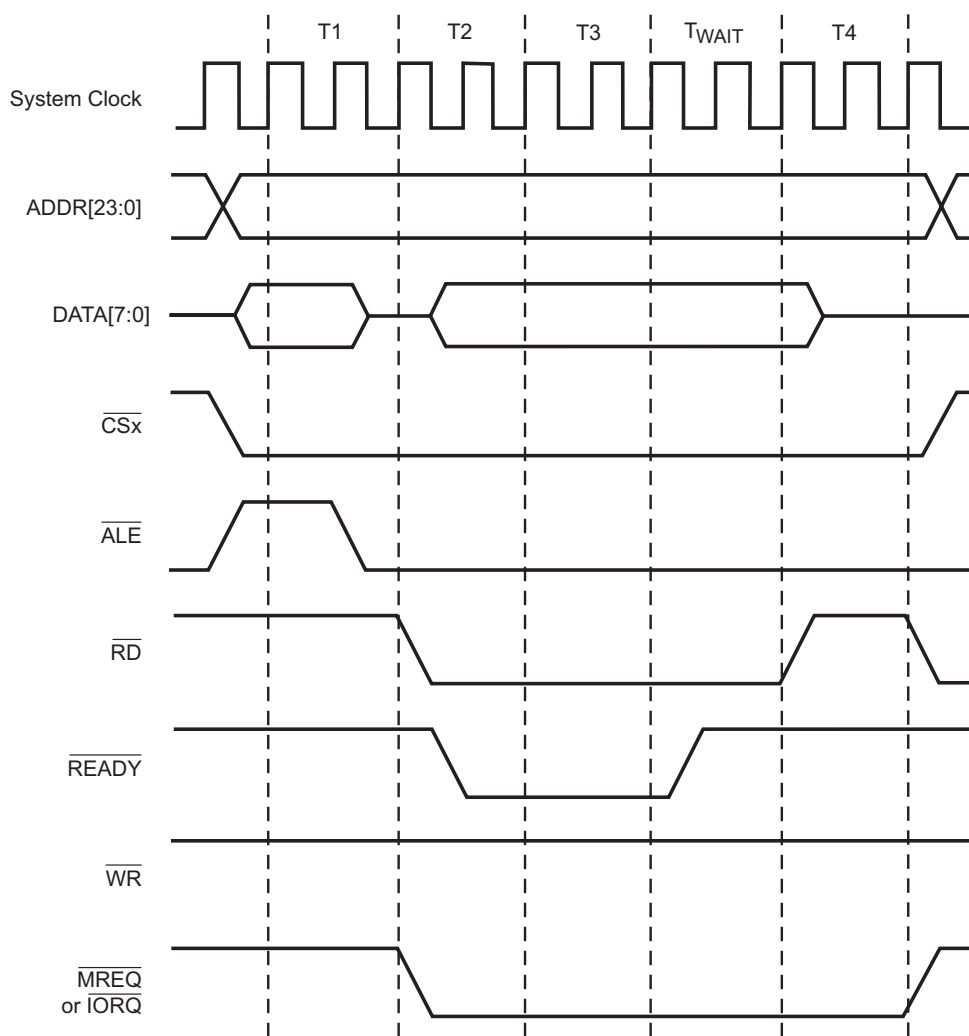 T1 T2 T3 TWAIT T4
System Clock
ADDR[23:0]
DATA[7:0]
CSx
ALE
RD
READY
WR
MREQ
or IORQ